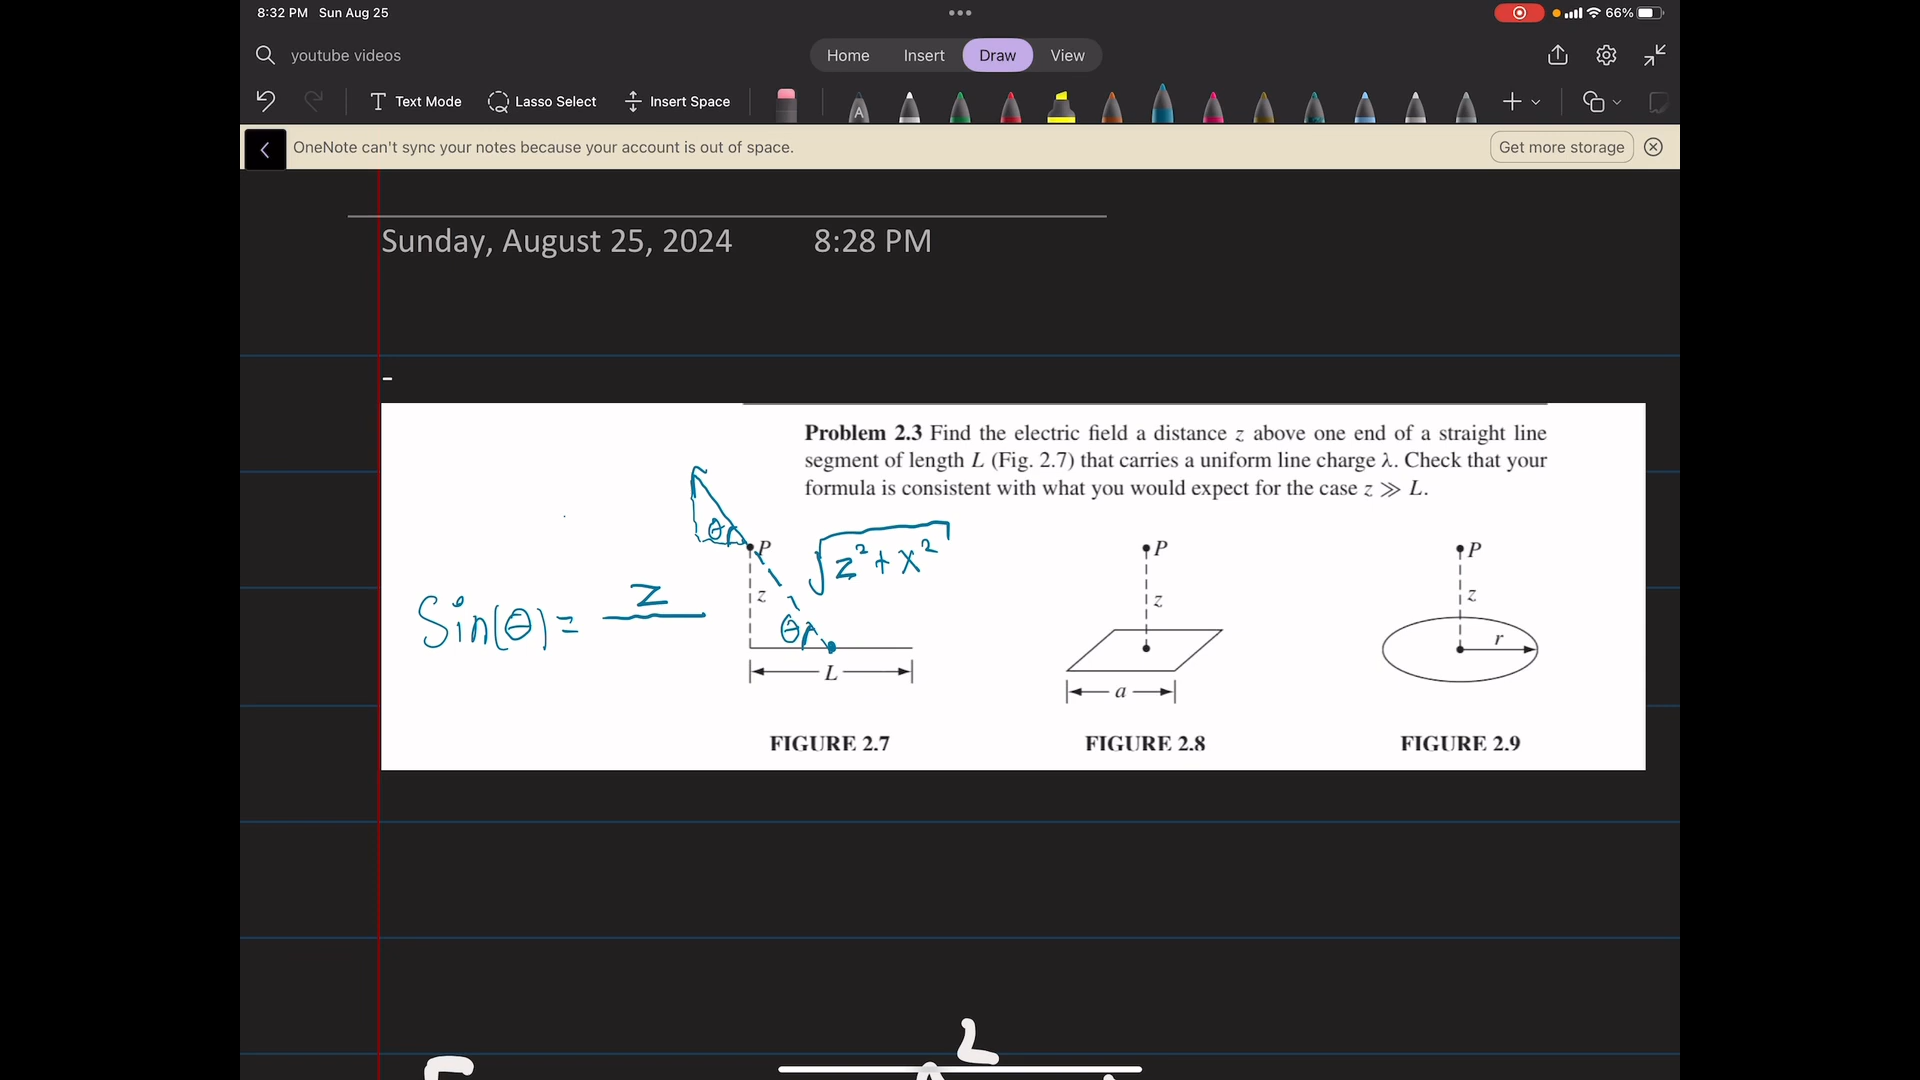 8:32 PM Sun Aug 25
66%
youtube videos
Home Insert Draw View
Text Mode Lasso Select Insert Space
A
OneNote can't sync your notes because your account is out of space.
Get more storage
Sunday, August 25, 2024 8:28 PM
Problem 2.3 Find the electric field a distance z above one end of a straight line
segment of length L (Fig. 2.7) that carries a uniform line charge λ. Check that your
formula is consistent with what you would expect for the case z ≫ L.
θ
P
√z²+x²
z
Sin(θ)= z
θ
L
P
z
a
P
z
r
FIGURE 2.7 FIGURE 2.8 FIGURE 2.9